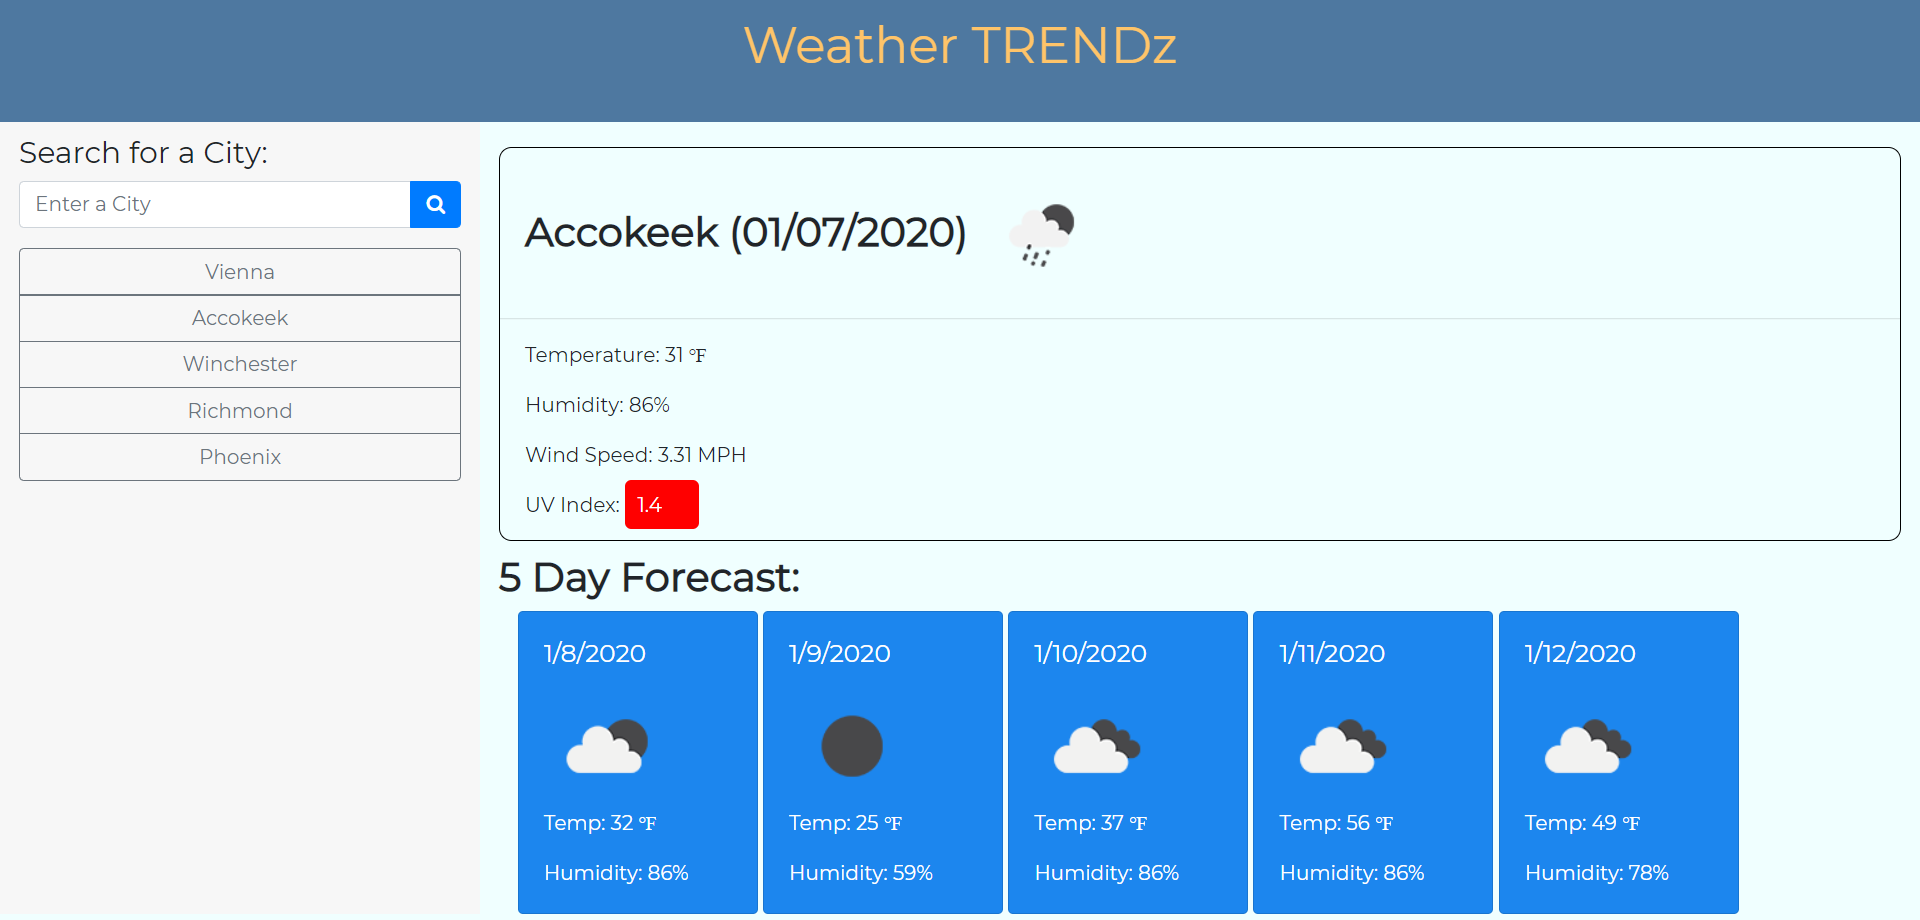 Weather TRENDz
Search for a City:
Enter a City
Vienna
Accokeek
Winchester
Richmond
Phoenix
Accokeek (01/07/2020)
Temperature: 31 °F
Humidity: 86%
Wind Speed: 3.31 MPH
UV Index: 1.4
5 Day Forecast:
1/8/2020
Temp: 32 °F
Humidity: 86%
1/9/2020
Temp: 25 °F
Humidity: 59%
1/10/2020
Temp: 37 °F
Humidity: 86%
1/11/2020
Temp: 56 °F
Humidity: 86%
1/12/2020
Temp: 49 °F
Humidity: 78%